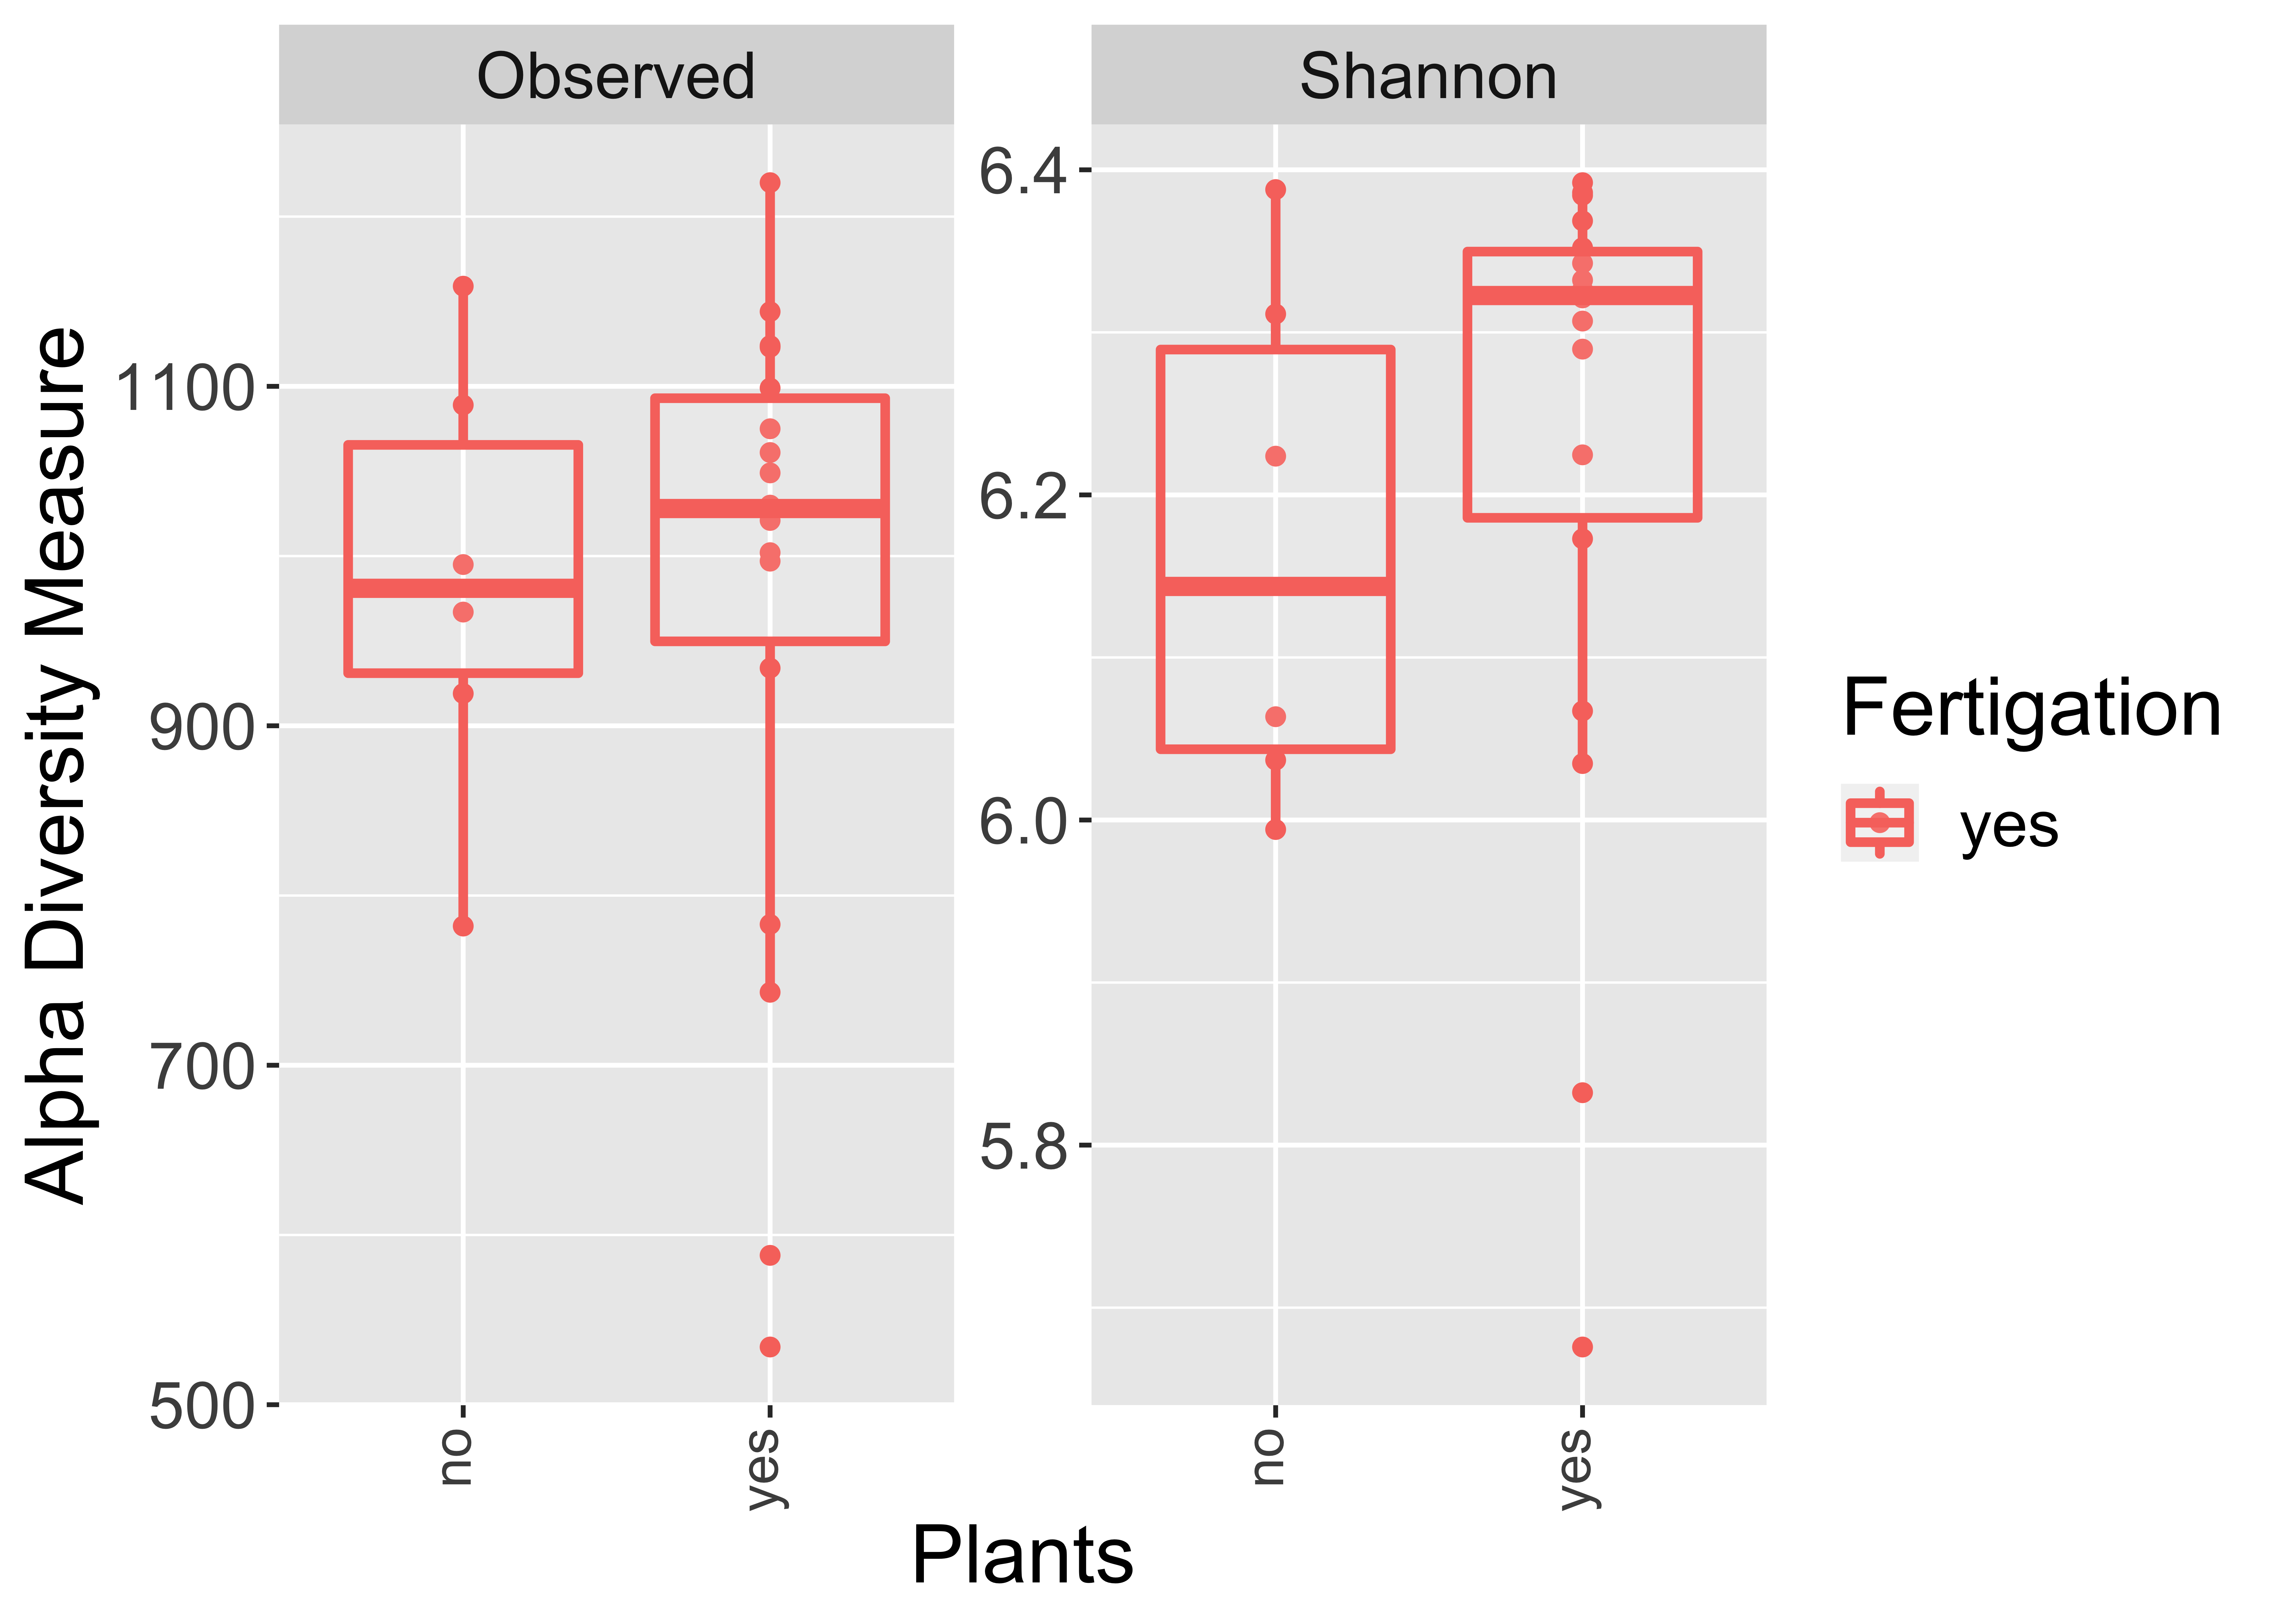 Observed
Shannon
Alpha Diversity Measure
1100
900
700
500
6.4
6.2
6.0
5.8
no
yes
no
yes
Plants
Fertigation
yes